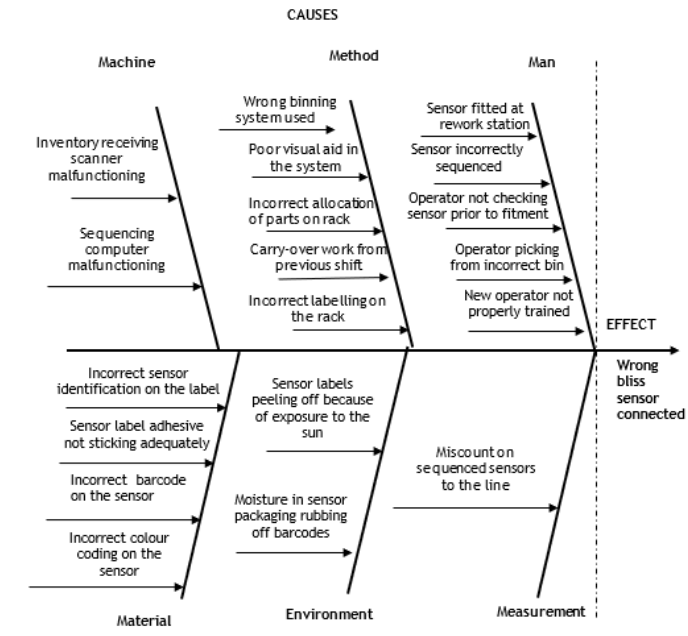 CAUSES
Machine
Method
Man
Inventory receiving
scanner
malfunctioning
Sequencing
computer
malfunctioning
Wrong binning
system used
Poor visual aid in
the system
Incorrect allocation
of parts on rack
Carry-over work from
previous shift
Incorrect labelling on
the rack
Sensor fitted at
rework station
Sensor incorrectly
sequenced
Operator not checking
sensor prior to fitment
Operator picking
from incorrect bin
New operator not
properly trained
EFFECT
Wrong
bliss
sensor
connected
Incorrect sensor
identification on the label
Sensor label adhesive
not sticking adequately
Incorrect barcode
on the sensor
Incorrect colour
coding on the
sensor
Sensor labels
peeling off because
of exposure to the
sun
Moisture in sensor
packaging rubbing
off barcodes
Miscount on
sequenced sensors
to the line
Material
Environment
Measurement